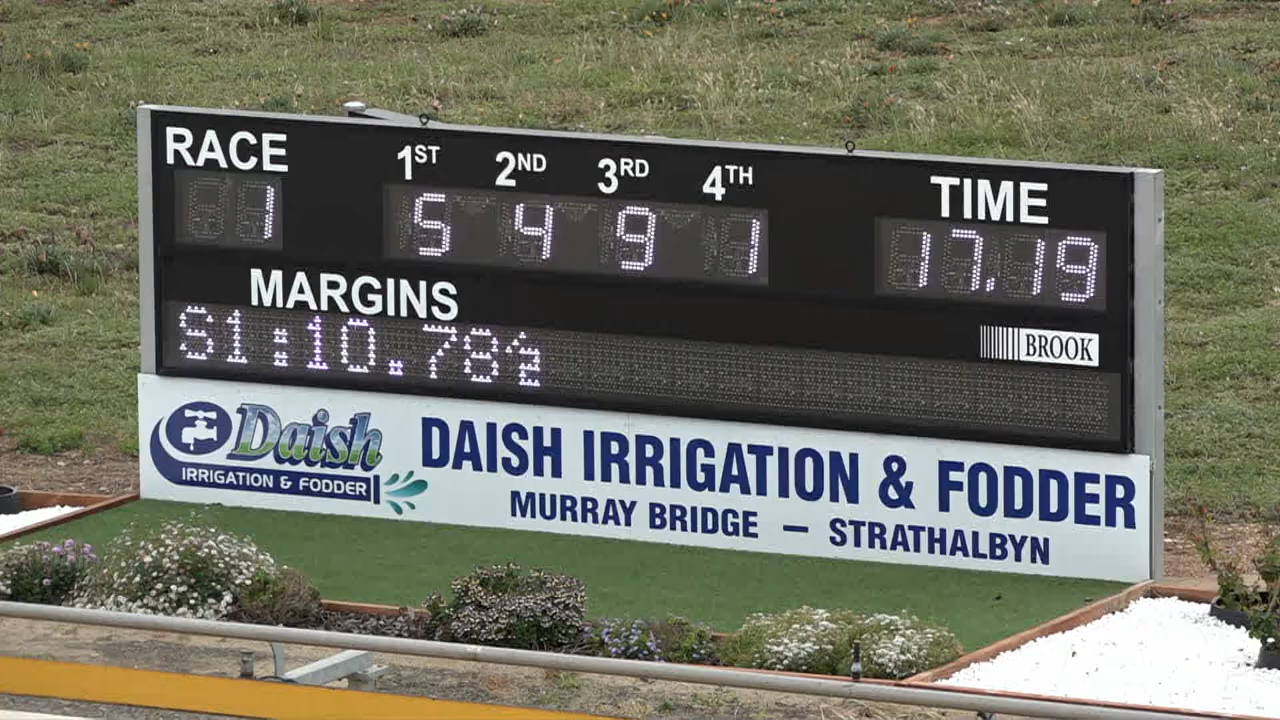 RACE 1ST 2ND 3RD 4TH TIME
1 5 4 9 1 17.19
MARGINS
S1:10.78
BROOK
Daish
IRRIGATION & FODDER
DAISH IRRIGATION & FODDER
MURRAY BRIDGE – STRATHALBYN